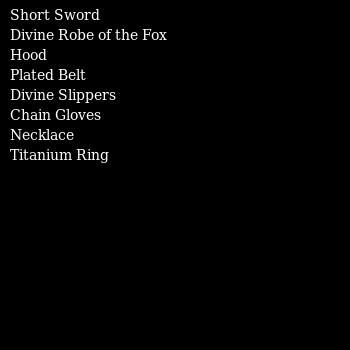 Short Sword
Divine Robe of the Fox
Hood
Plated Belt
Divine Slippers
Chain Gloves
Necklace
Titanium Ring